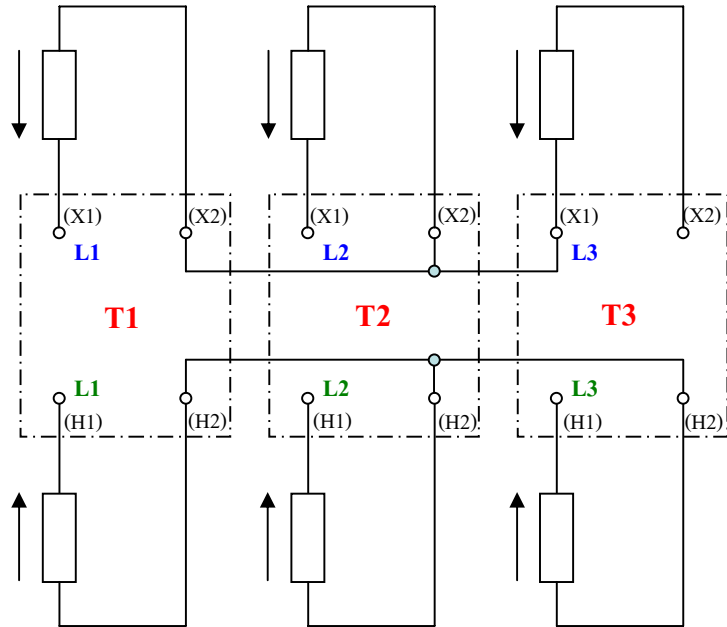 (X1) (X2) (X1) (X2) (X1) (X2)
L1 L2 L3
T1 T2 T3
L1 L2 L3
(H1) (H2) (H1) (H2) (H1) (H2)